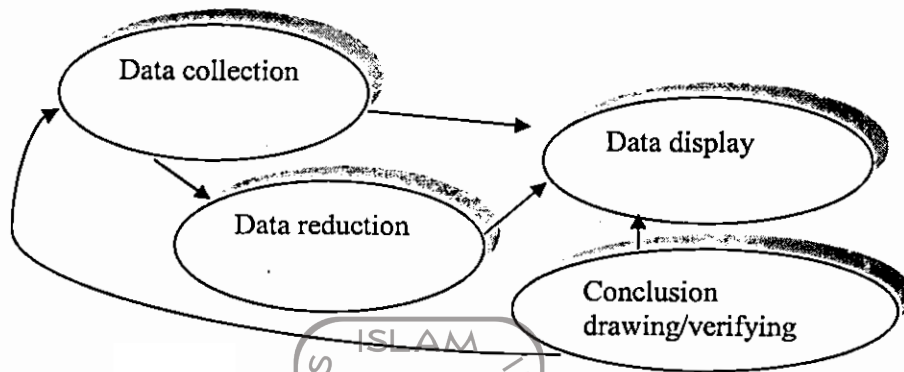 Data collection
Data display
Data reduction
Conclusion
drawing/verifying
ISLAM